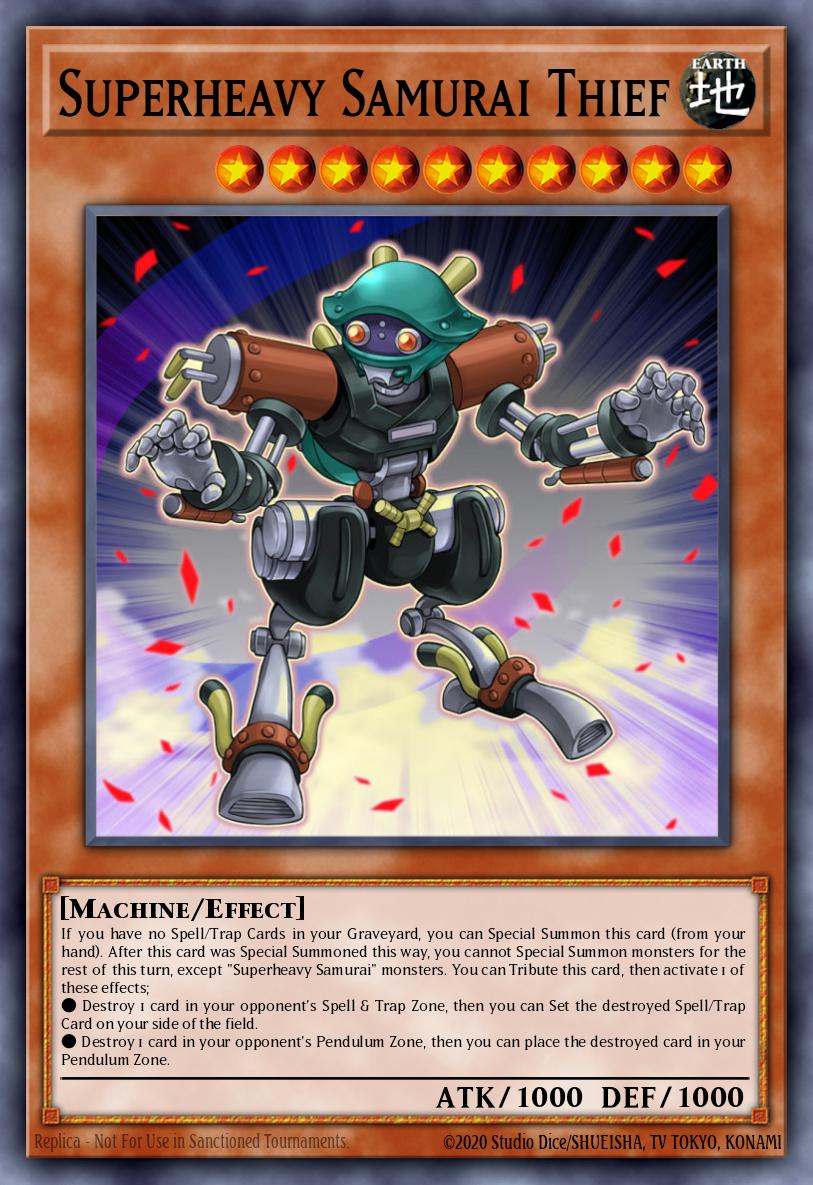 Superheavy Samurai Thief
EARTH
地
[Machine/Effect]
If you have no Spell/Trap Cards in your Graveyard, you can Special Summon this card (from your
hand). After this card was Special Summoned this way, you cannot Special Summon monsters for the
rest of this turn, except "Superheavy Samurai" monsters. You can Tribute this card, then activate 1 of
these effects;
● Destroy 1 card in your opponent's Spell & Trap Zone, then you can Set the destroyed Spell/Trap
Card on your side of the field.
● Destroy 1 card in your opponent's Pendulum Zone, then you can place the destroyed card in your
Pendulum Zone.
ATK/1000 DEF/1000
Replica - Not For Use in Sanctioned Tournaments.
©2020 Studio Dice/SHUEISHA, TV TOKYO, KONAMI